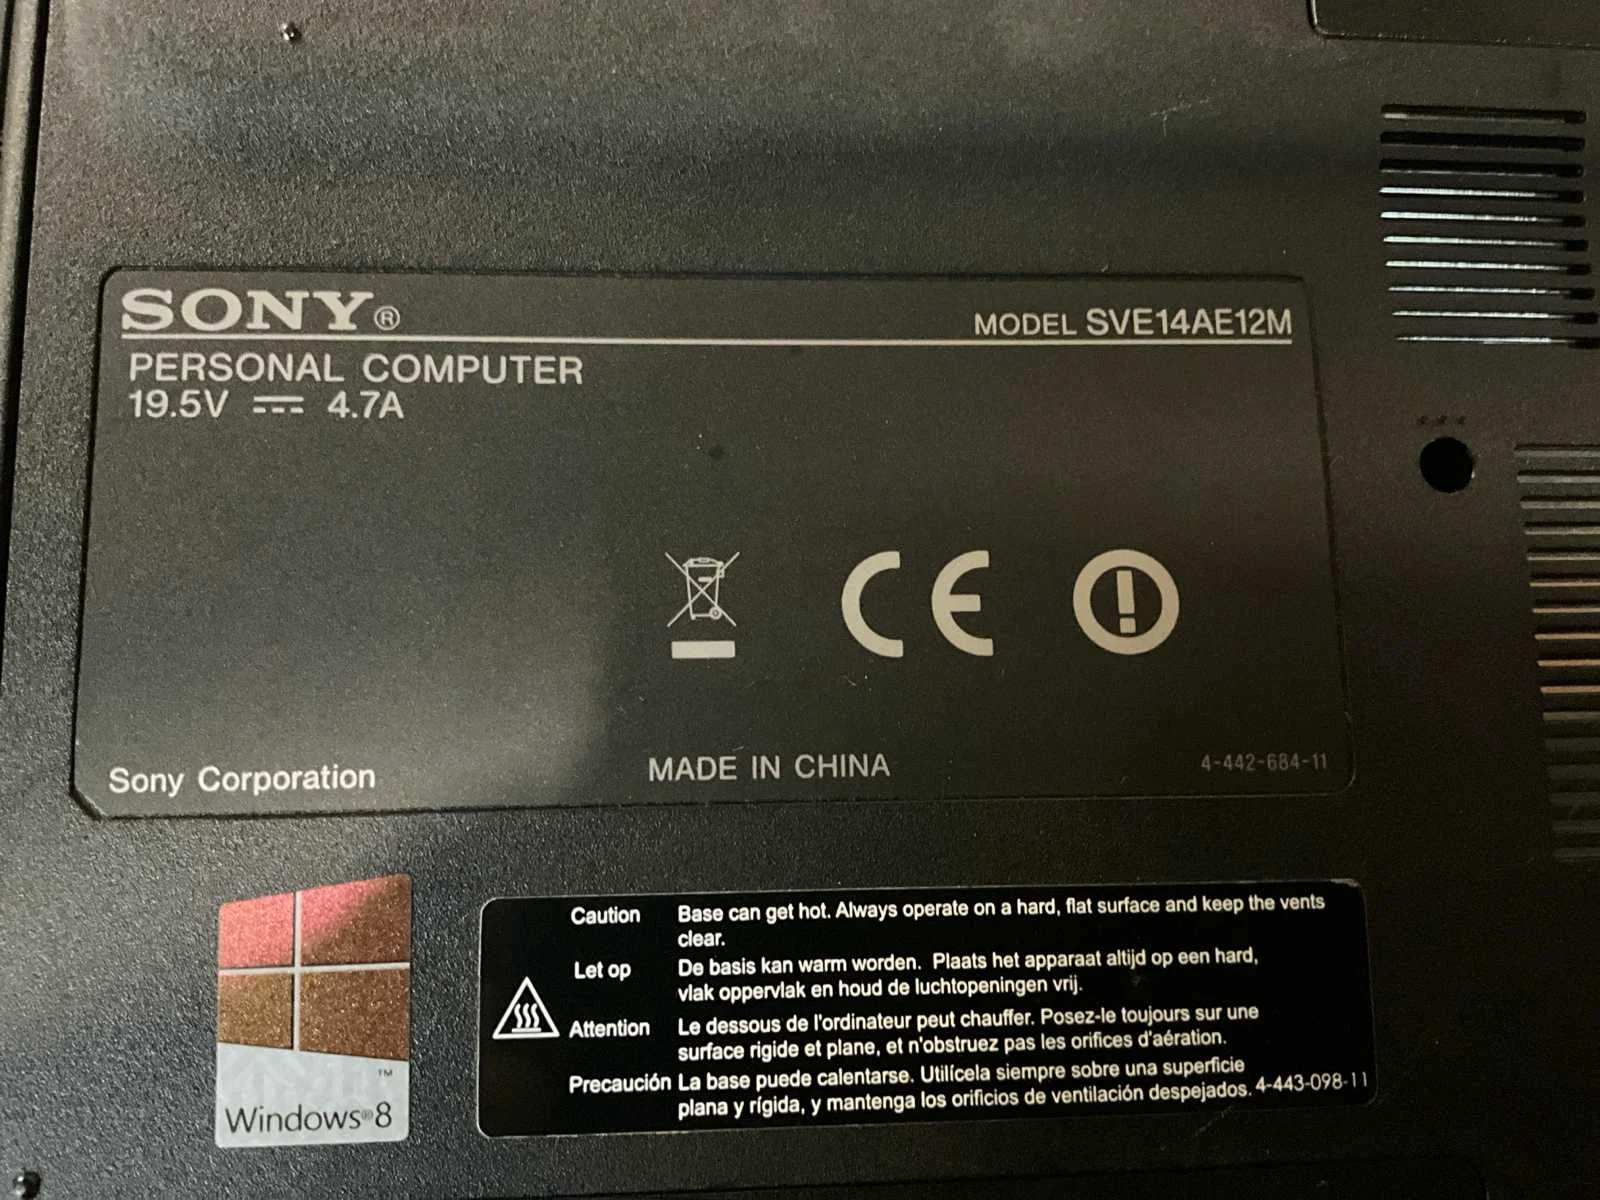 SONY®
MODEL SVE14AE12M
PERSONAL COMPUTER
19.5V ⎓ 4.7A
CE
Sony Corporation
MADE IN CHINA
4-442-684-11
Windows®8
TM
Caution Base can get hot. Always operate on a hard, flat surface and keep the vents
clear.
Let op De basis kan warm worden. Plaats het apparaat altijd op een hard,
vlak oppervlak en houd de luchtopeningen vrij.
Attention Le dessous de l'ordinateur peut chauffer. Posez-le toujours sur une
surface rigide et plane, et n'obstruez pas les orifices d'aération.
Precaución La base puede calentarse. Utilícela siempre sobre una superficie
plana y rígida, y mantenga los orificios de ventilación despejados. 4-443-098-11